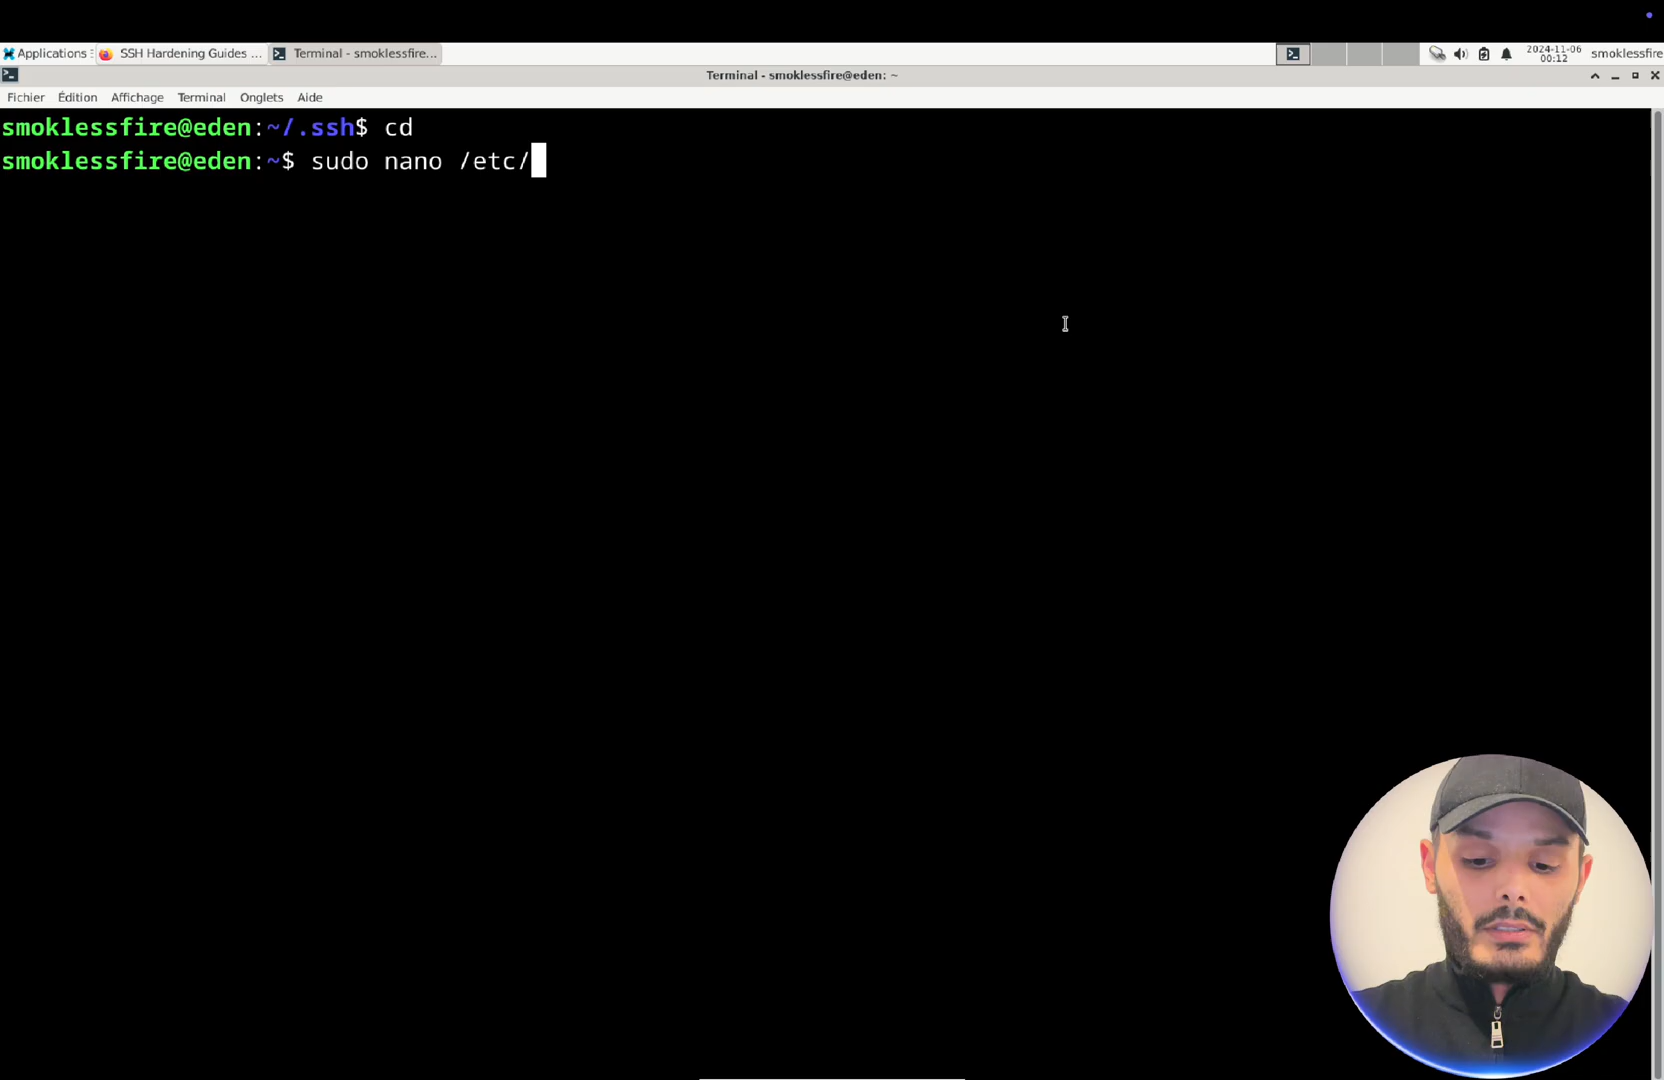 Applications SSH Hardening Guides ... Terminal - smoklessfire... 2024-11-06 smoklessfire
00:12
Terminal - smoklessfire@eden: ~
Fichier Édition Affichage Terminal Onglets Aide
smoklessfire@eden:~/.ssh$ cd
smoklessfire@eden:~$ sudo nano /etc/